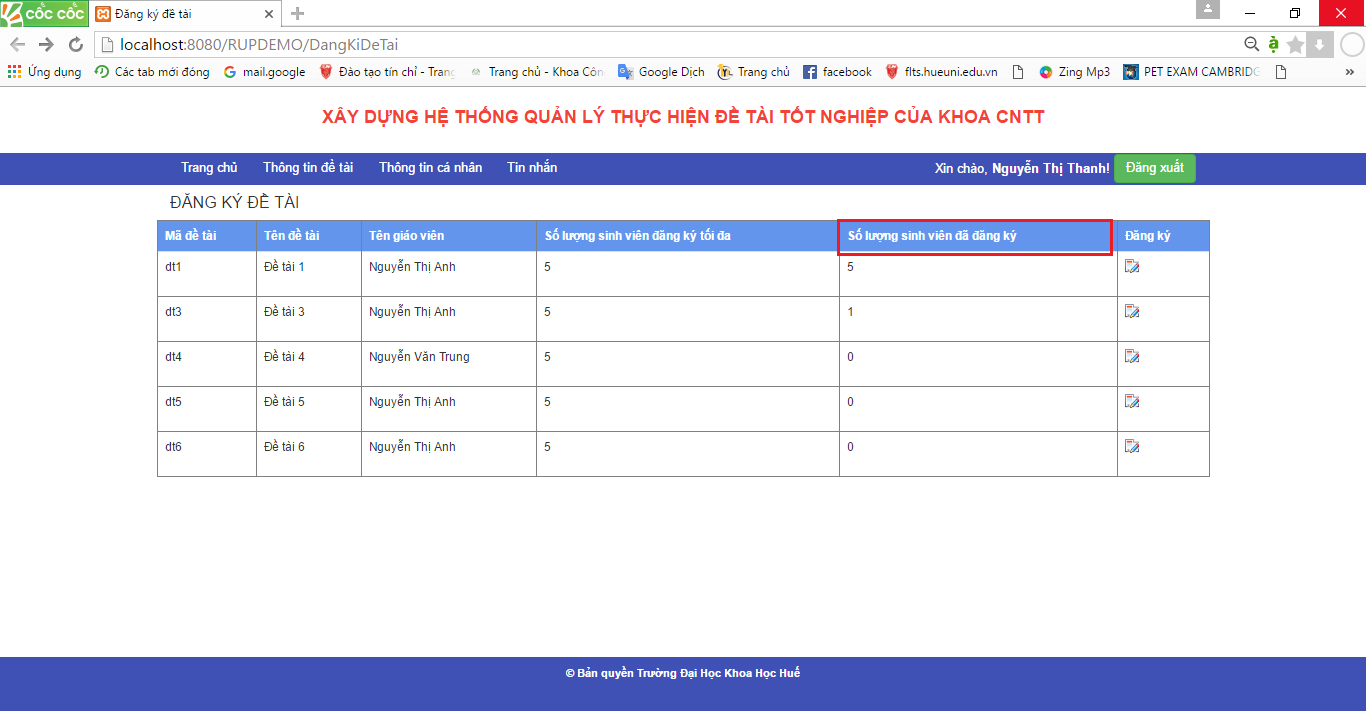 cốc cốc Đăng ký đề tài
localhost:8080/RUPDEMO/DangKiDeTai
Ứng dụng Các tab mới đóng mail.google Đào tạo tín chỉ - Trang Trang chủ - Khoa Côn Google Dịch Trang chủ facebook flts.hueuni.edu.vn Zing Mp3 PET EXAM CAMBRIDG »
XÂY DỰNG HỆ THỐNG QUẢN LÝ THỰC HIỆN ĐỀ TÀI TỐT NGHIỆP CỦA KHOA CNTT
Trang chủ Thông tin đề tài Thông tin cá nhân Tin nhắn Xin chào, Nguyễn Thị Thanh! Đăng xuất
ĐĂNG KÝ ĐỀ TÀI
Mã đề tài Tên đề tài Tên giáo viên Số lượng sinh viên đăng ký tối đa Số lượng sinh viên đã đăng ký Đăng ký
dt1 Đề tài 1 Nguyễn Thị Anh 5 5
dt3 Đề tài 3 Nguyễn Thị Anh 5 1
dt4 Đề tài 4 Nguyễn Văn Trung 5 0
dt5 Đề tài 5 Nguyễn Thị Anh 5 0
dt6 Đề tài 6 Nguyễn Thị Anh 5 0
© Bản quyền Trường Đại Học Khoa Học Huế